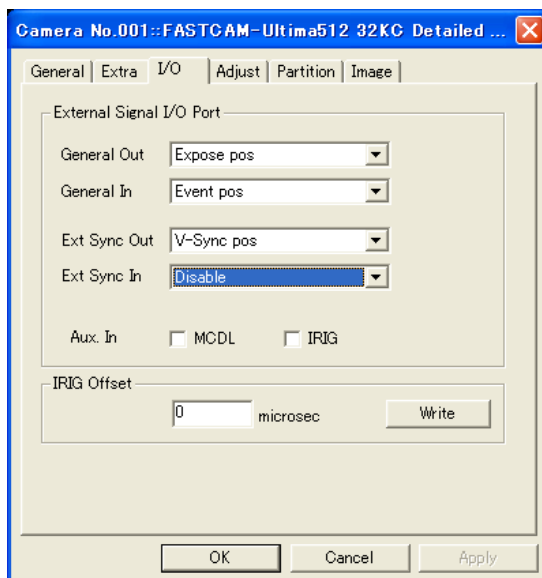 Camera No.001::FASTCAM-Ultima512 32KC Detailed ...
General Extra I/O Adjust Partition Image
External Signal I/O Port
General Out Expose pos
General In Event pos
Ext Sync Out V-Sync pos
Ext Sync In Disable
Aux. In MCDL IRIG
IRIG Offset
0 microsec Write
OK Cancel Apply